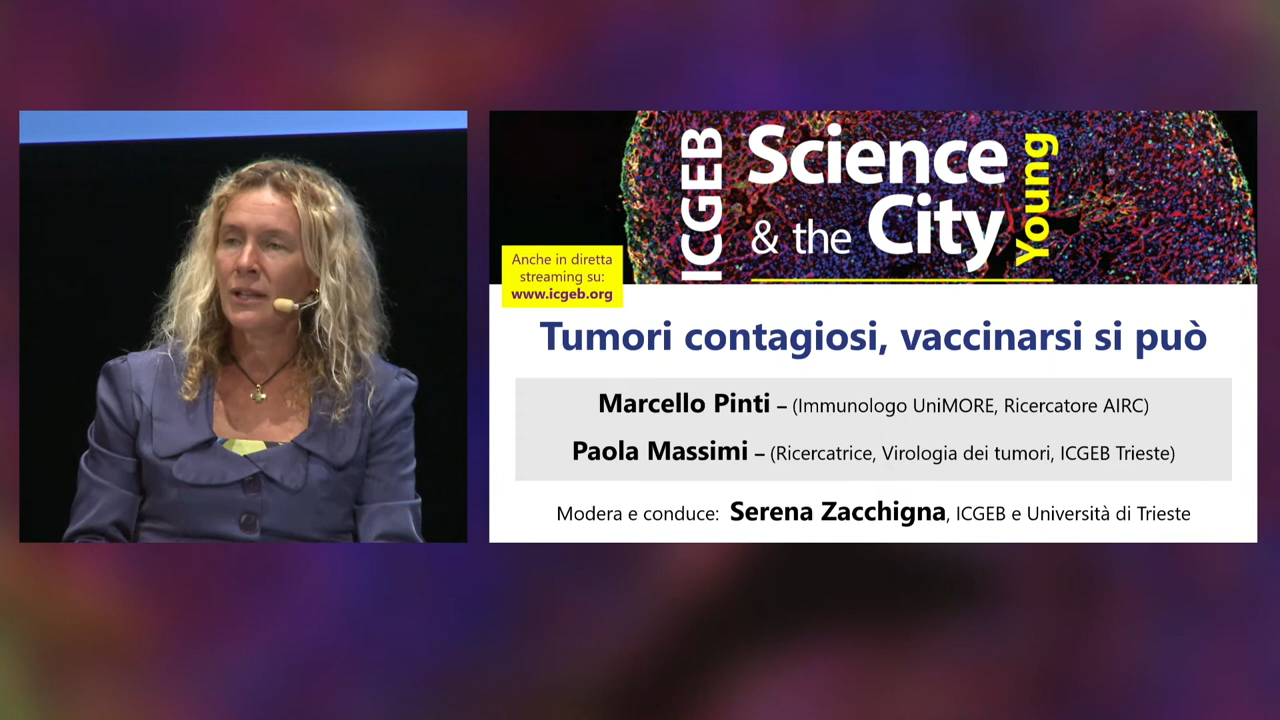 ICGEB
Science
& the City
Young
Anche in diretta
streaming su:
www.icgeb.org
Tumori contagiosi, vaccinarsi si può
Marcello Pinti – (Immunologo UniMORE, Ricercatore AIRC)
Paola Massimi – (Ricercatrice, Virologia dei tumori, ICGEB Trieste)
Modera e conduce: Serena Zacchigna, ICGEB e Università di Trieste